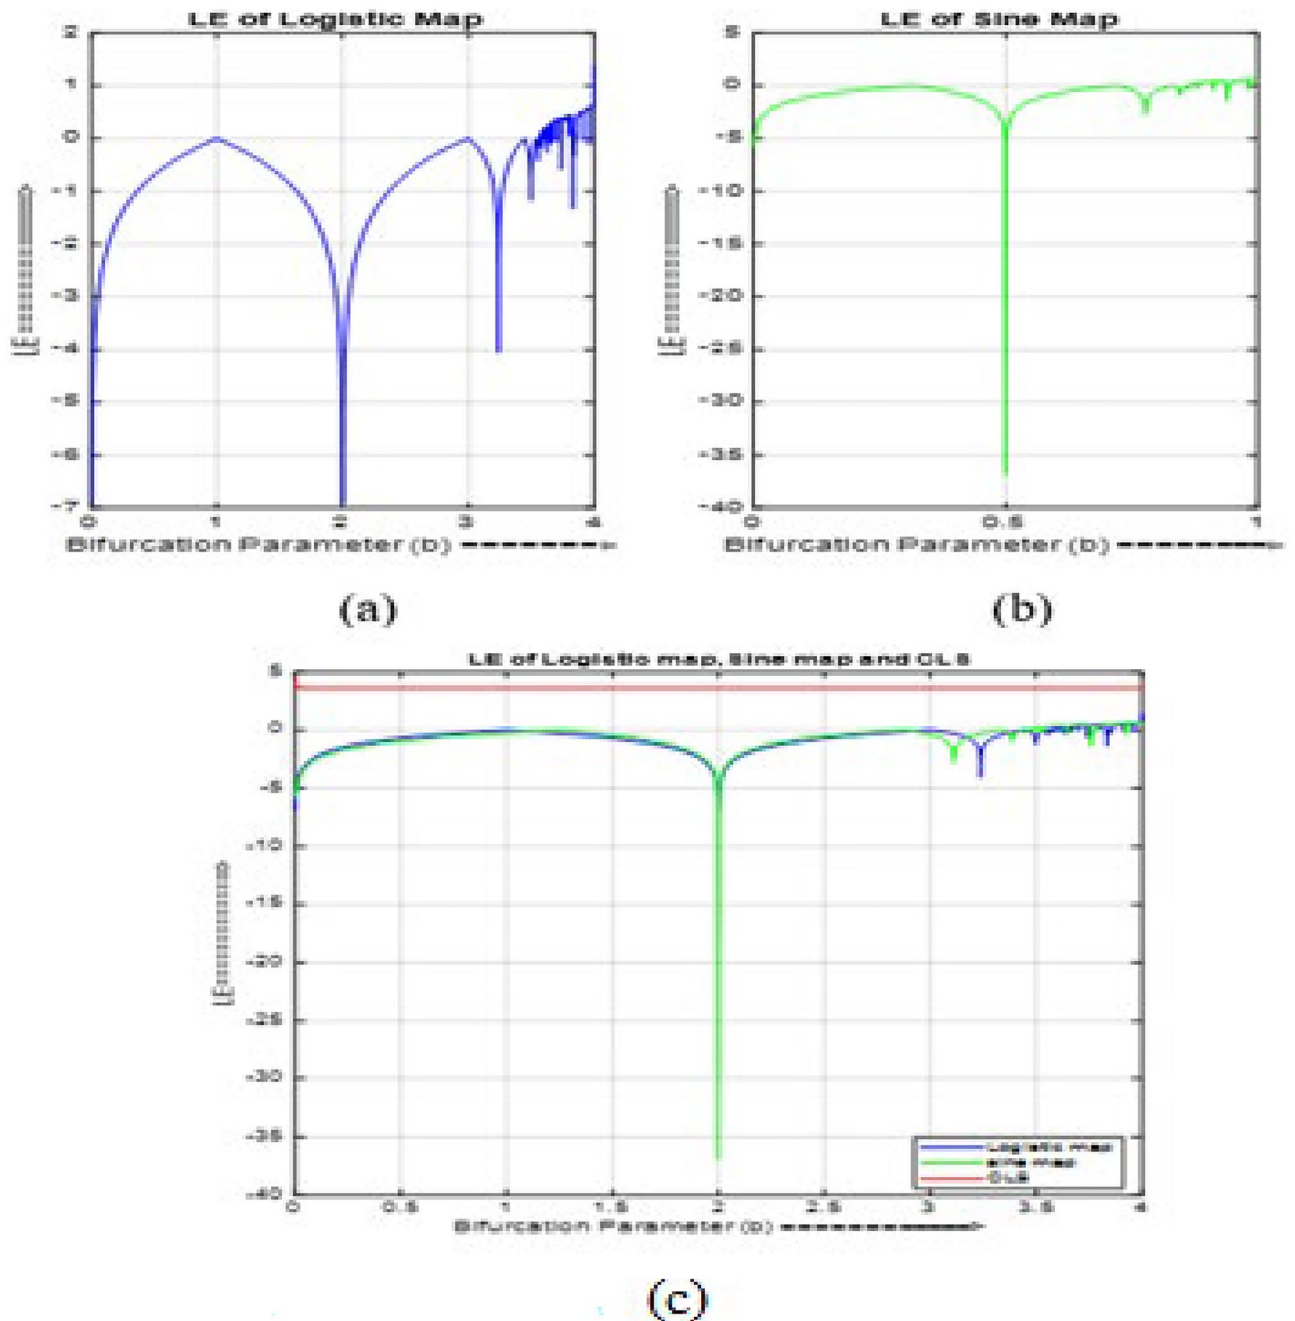 LE of Logistic Map
2
1
0
-1
-2
-3
-4
-5
-6
-7
0 1 2 3 4
LE
Bifurcation Parameter (b)
(a)
LE of Sine Map
5
0
-5
-10
-15
-20
-25
-30
-35
-40
0 0.5 1
LE
Bifurcation Parameter (b)
(b)
LE of Logistic map, Sine map and CLS
5
0
-5
-10
-15
-20
-25
-30
-35
-40
0 0.5 1 1.5 2 2.5 3 3.5 4
LE
Logistic map
sine map
CLS
Bifurcation Parameter (b)
(c)